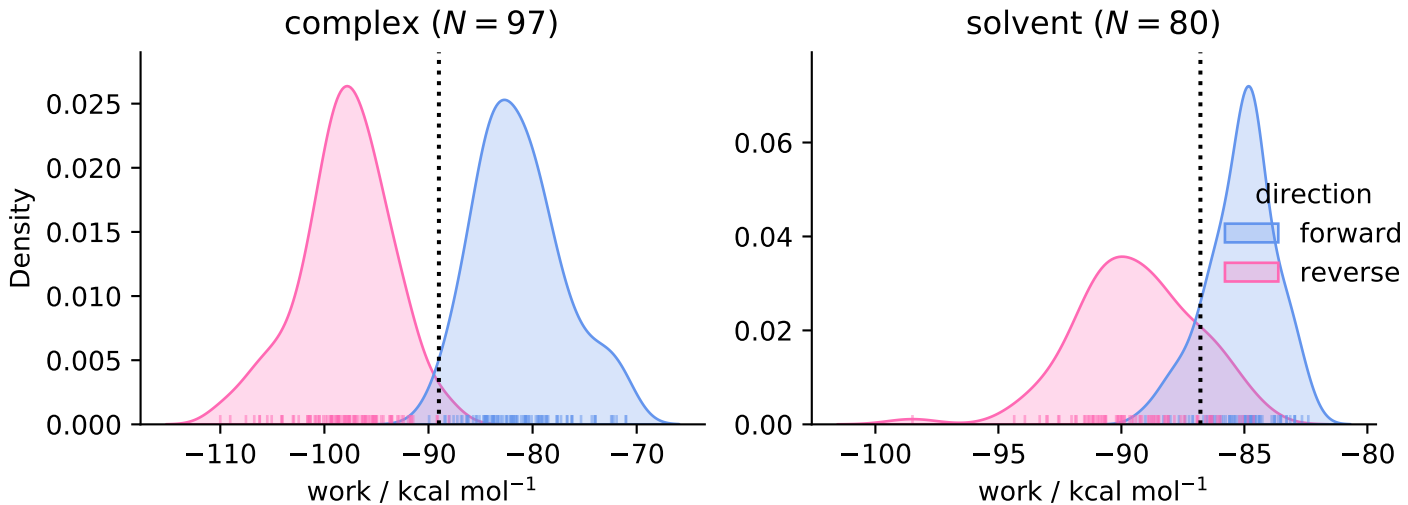 complex (N = 97)
Density
0.025
0.020
0.015
0.010
0.005
0.000
−110
−100
−90
−80
−70
work / kcal mol⁻¹
solvent (N = 80)
0.06
0.04
0.02
0.00
−100
−95
−90
−85
−80
work / kcal mol⁻¹
direction
forward
reverse